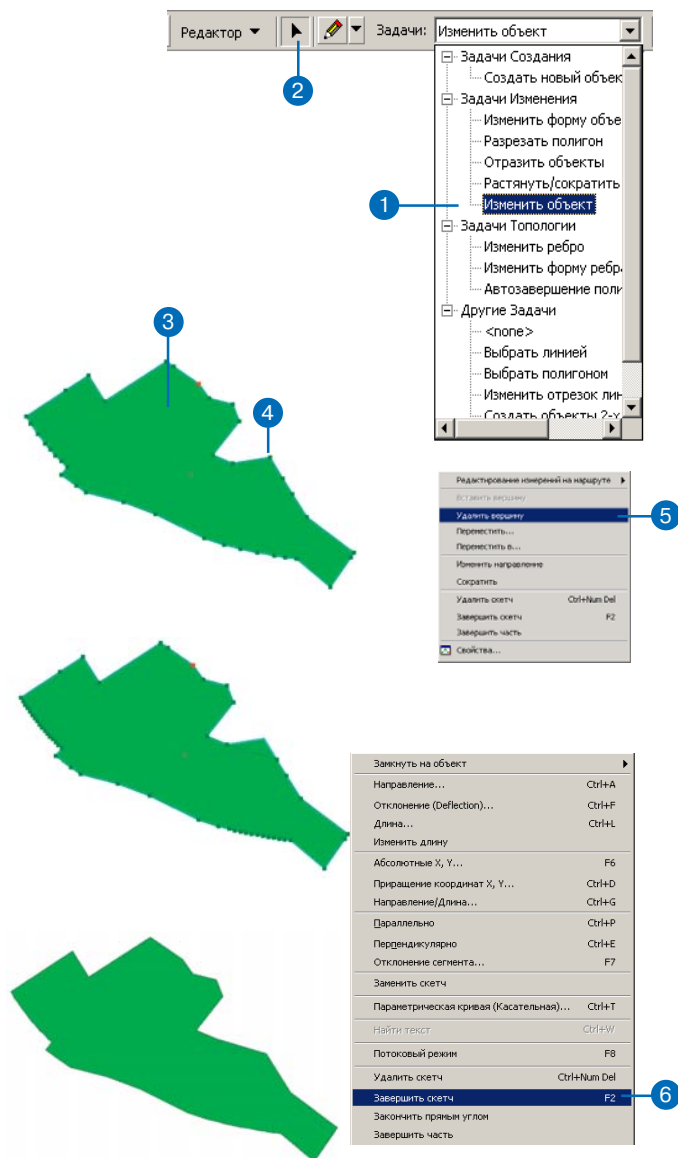 Редактор Задачи: Изменить объект
2
Задачи Создания
Создать новый объек
Задачи Изменения
Изменить форму объе
Разрезать полигон
Отразить объекты
Растянуть/сократить
1
Изменить объект
Задачи Топологии
Изменить ребро
Изменить форму ребр
Автозавершение поли
Другие Задачи
<none>
Выбрать линией
Выбрать полигоном
Изменить отрезок лин
Создать объекты 2-х
3
4
Редактирование измерений на маршруте
Вставить вершину
Удалить вершину
5
Переместить...
Переместить в...
Изменить направление
Сократить
Удалить скетч Ctrl+Num Del
Завершить скетч F2
Завершить часть
Свойства...
Замкнуть на объект
Направление... Ctrl+A
Отклонение (Deflection)... Ctrl+F
Длина... Ctrl+L
Изменить длину
Абсолютные X, Y... F6
Приращение координат X, Y... Ctrl+D
Направление/Длина... Ctrl+G
Параллельно Ctrl+P
Перпендикулярно Ctrl+E
Отклонение сегмента... F7
Заменить скетч
Параметрическая кривая (Касательная)... Ctrl+T
Найти текст Ctrl+W
Потоковый режим F8
Удалить скетч Ctrl+Num Del
Завершить скетч F2
6
Закончить прямым углом
Завершить часть